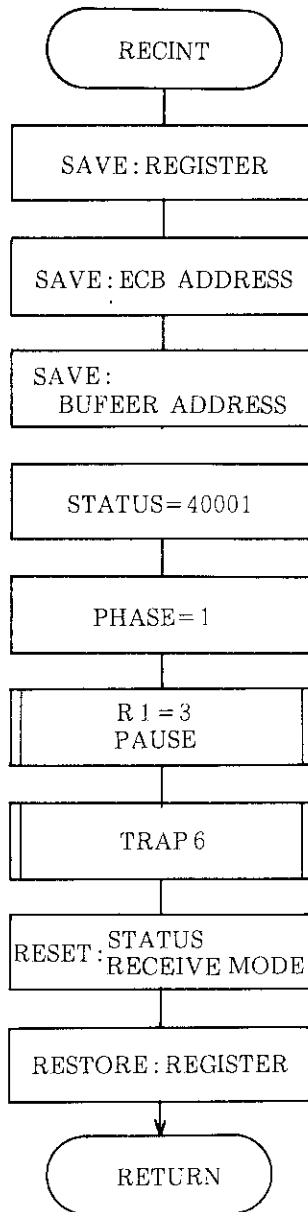 RECINT
SAVE:REGISTER
SAVE:ECB ADDRESS
SAVE:
BUFEER ADDRESS
STATUS=40001
PHASE=1
R1=3
PAUSE
TRAP6
RESET:STATUS
RECEIVE MODE
RESTORE:REGISTER
RETURN